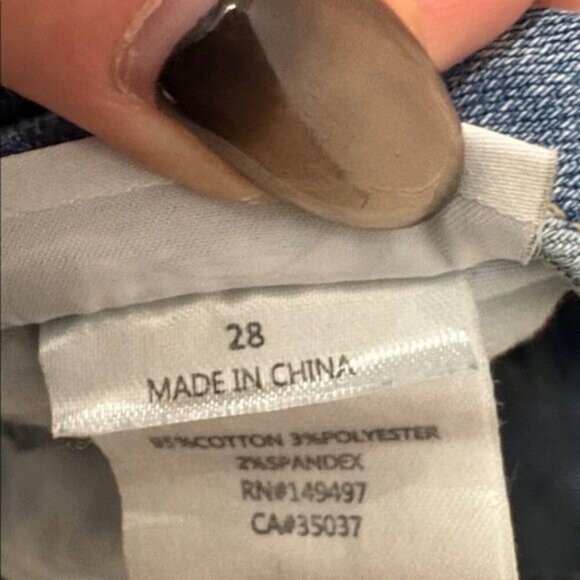 28
MADE IN CHINA
95%COTTON 3%POLYESTER
2%SPANDEX
RN#149497
CA#35037